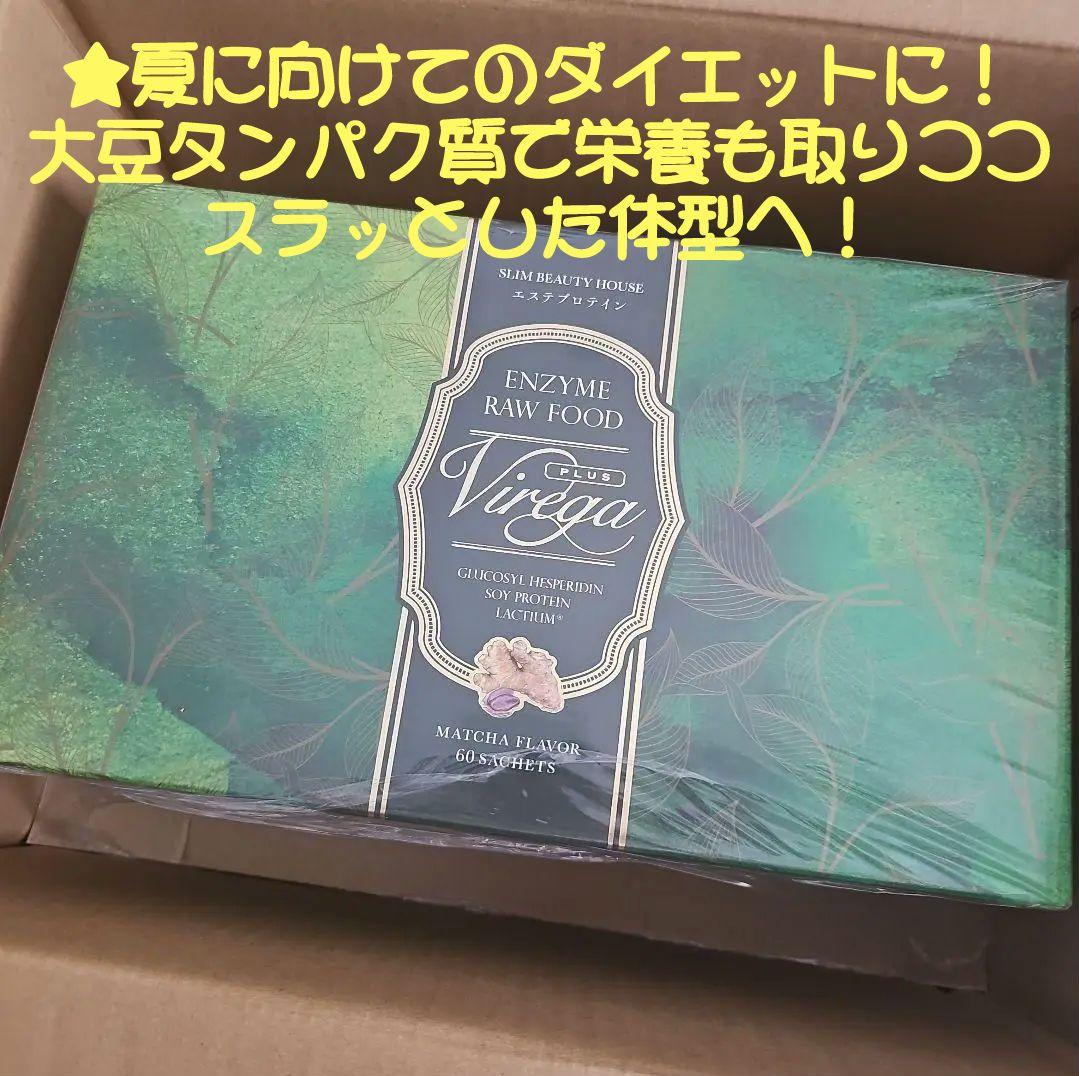 ★夏に向けてのダイエットに！
大豆タンパク質で栄養も取りつつ
スラッとした体型へ！
SLIM BEAUTY HOUSE
エステプロテイン
ENZYME
RAW FOOD
PLUS
Virega
GLUCOSYL HESPERIDIN
SOY PROTEIN
LACTIUM®
MATCHA FLAVOR
60 SACHETS